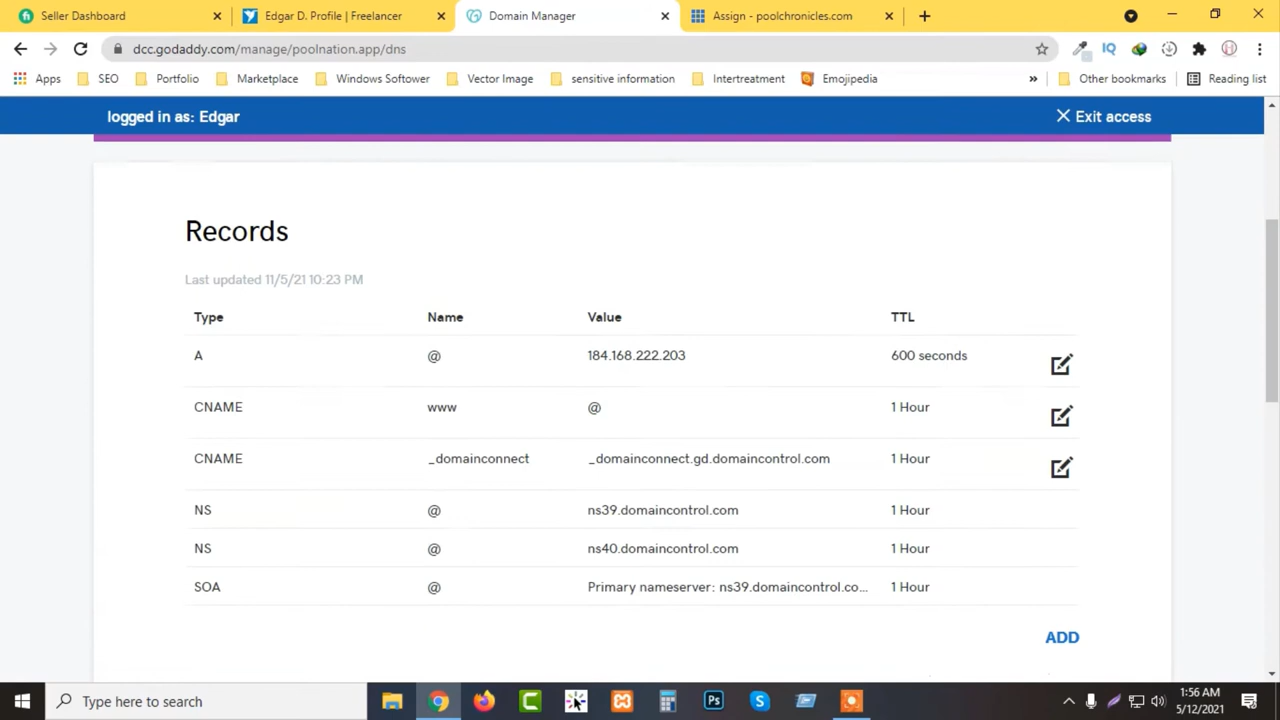 Seller Dashboard
Edgar D. Profile | Freelancer
Domain Manager
Assign - poolchronicles.com
dcc.godaddy.com/manage/poolnation.app/dns
IQ
Apps
SEO
Portfolio
Marketplace
Windows Softower
Vector Image
sensitive information
Intertreatment
Emojipedia
»
Other bookmarks
Reading list
logged in as: Edgar
Exit access
Records
Last updated 11/5/21 10:23 PM
Type Name Value TTL
A @ 184.168.222.203 600 seconds
CNAME www @ 1 Hour
CNAME _domainconnect _domainconnect.gd.domaincontrol.com 1 Hour
NS @ ns39.domaincontrol.com 1 Hour
NS @ ns40.domaincontrol.com 1 Hour
SOA @ Primary nameserver: ns39.domaincontrol.co... 1 Hour
ADD
Type here to search
Ps
1:56 AM
5/12/2021